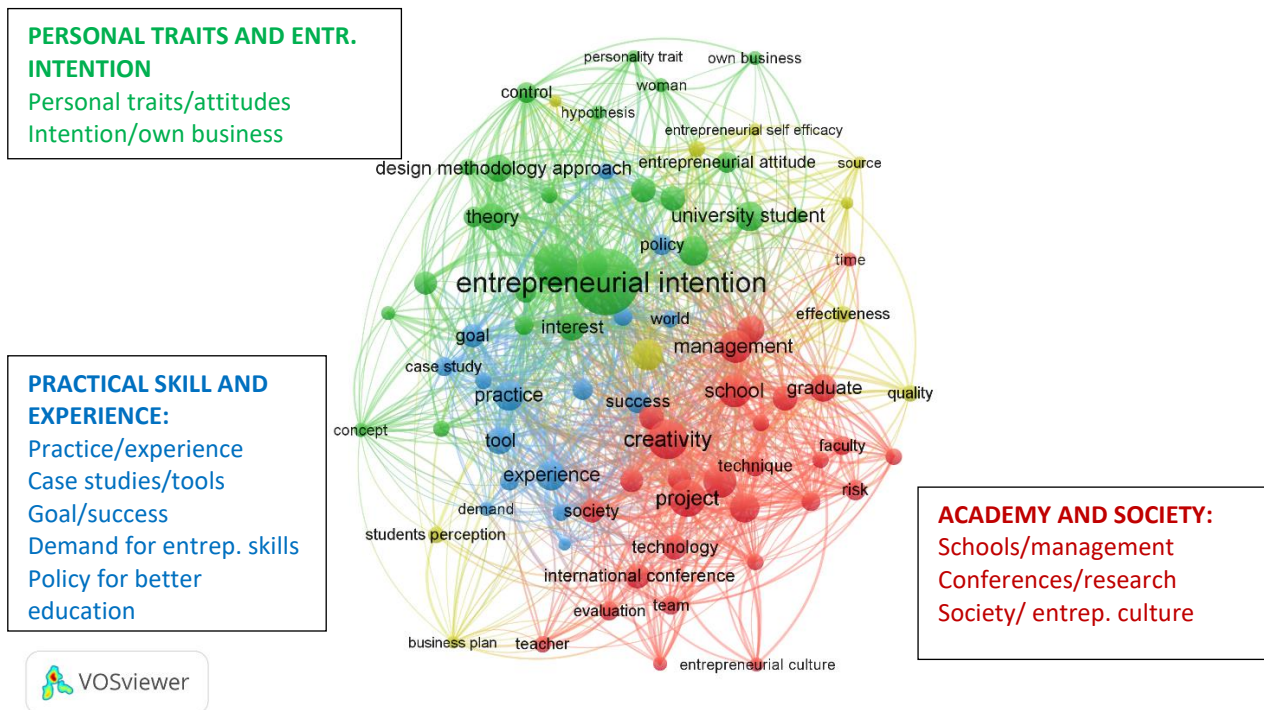 PERSONAL TRAITS AND ENTR.
INTENTION
Personal traits/attitudes
Intention/own business
personality trait
own business
control
woman
hypothesis
entrepreneurial self efficacy
design methodology approach
entrepreneurial attitude
source
theory
university student
policy
time
entrepreneurial intention
effectiveness
goal
interest
world
management
case study
practice
success
school
graduate
quality
concept
tool
creativity
faculty
experience
technique
risk
demand
society
project
students perception
technology
international conference
evaluation
team
business plan
teacher
entrepreneurial culture
PRACTICAL SKILL AND
EXPERIENCE:
Practice/experience
Case studies/tools
Goal/success
Demand for entrep. skills
Policy for better
education
ACADEMY AND SOCIETY:
Schools/management
Conferences/research
Society/ entrep. culture
VOSviewer